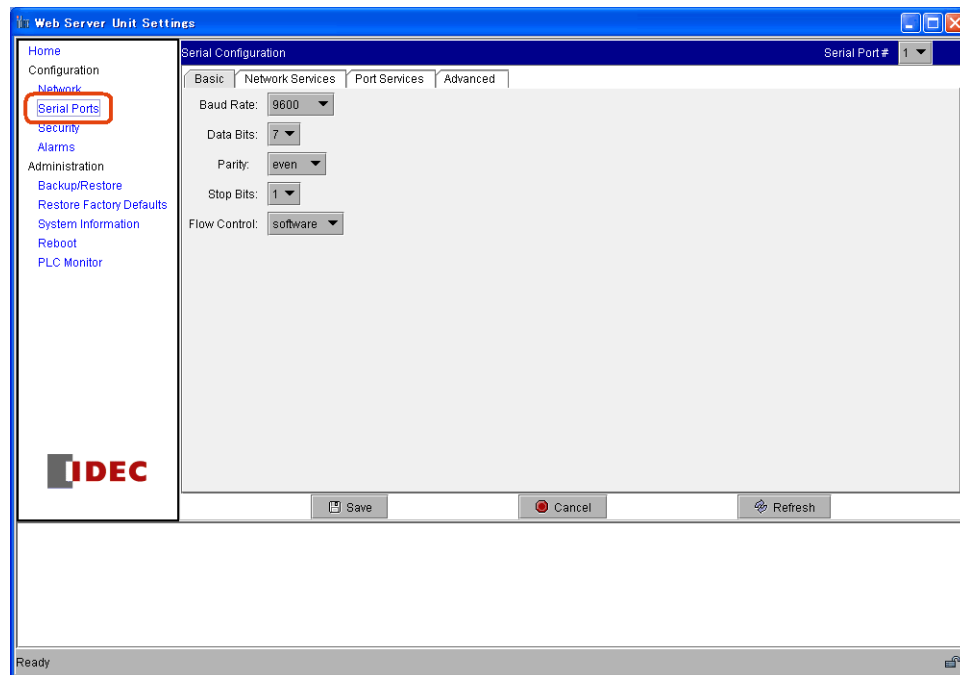 Web Server Unit Settings
Home
Configuration
Network
Serial Ports
Security
Alarms
Administration
Backup/Restore
Restore Factory Defaults
System Information
Reboot
PLC Monitor
IDEC
Serial Configuration
Serial Port # 1
Basic Network Services Port Services Advanced
Baud Rate: 9600
Data Bits: 7
Parity: even
Stop Bits: 1
Flow Control: software
Save Cancel Refresh
Ready